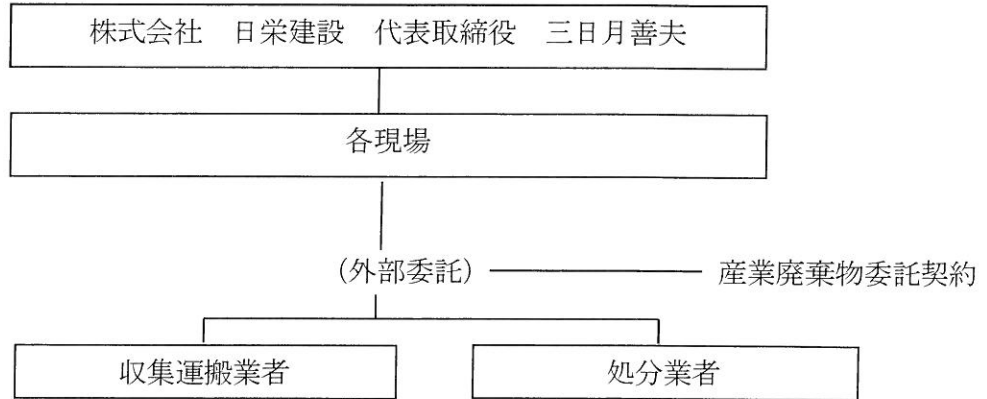 株式会社　日栄建設　代表取締役　三日月善夫
各現場
(外部委託)　産業廃棄物委託契約
収集運搬業者　処分業者